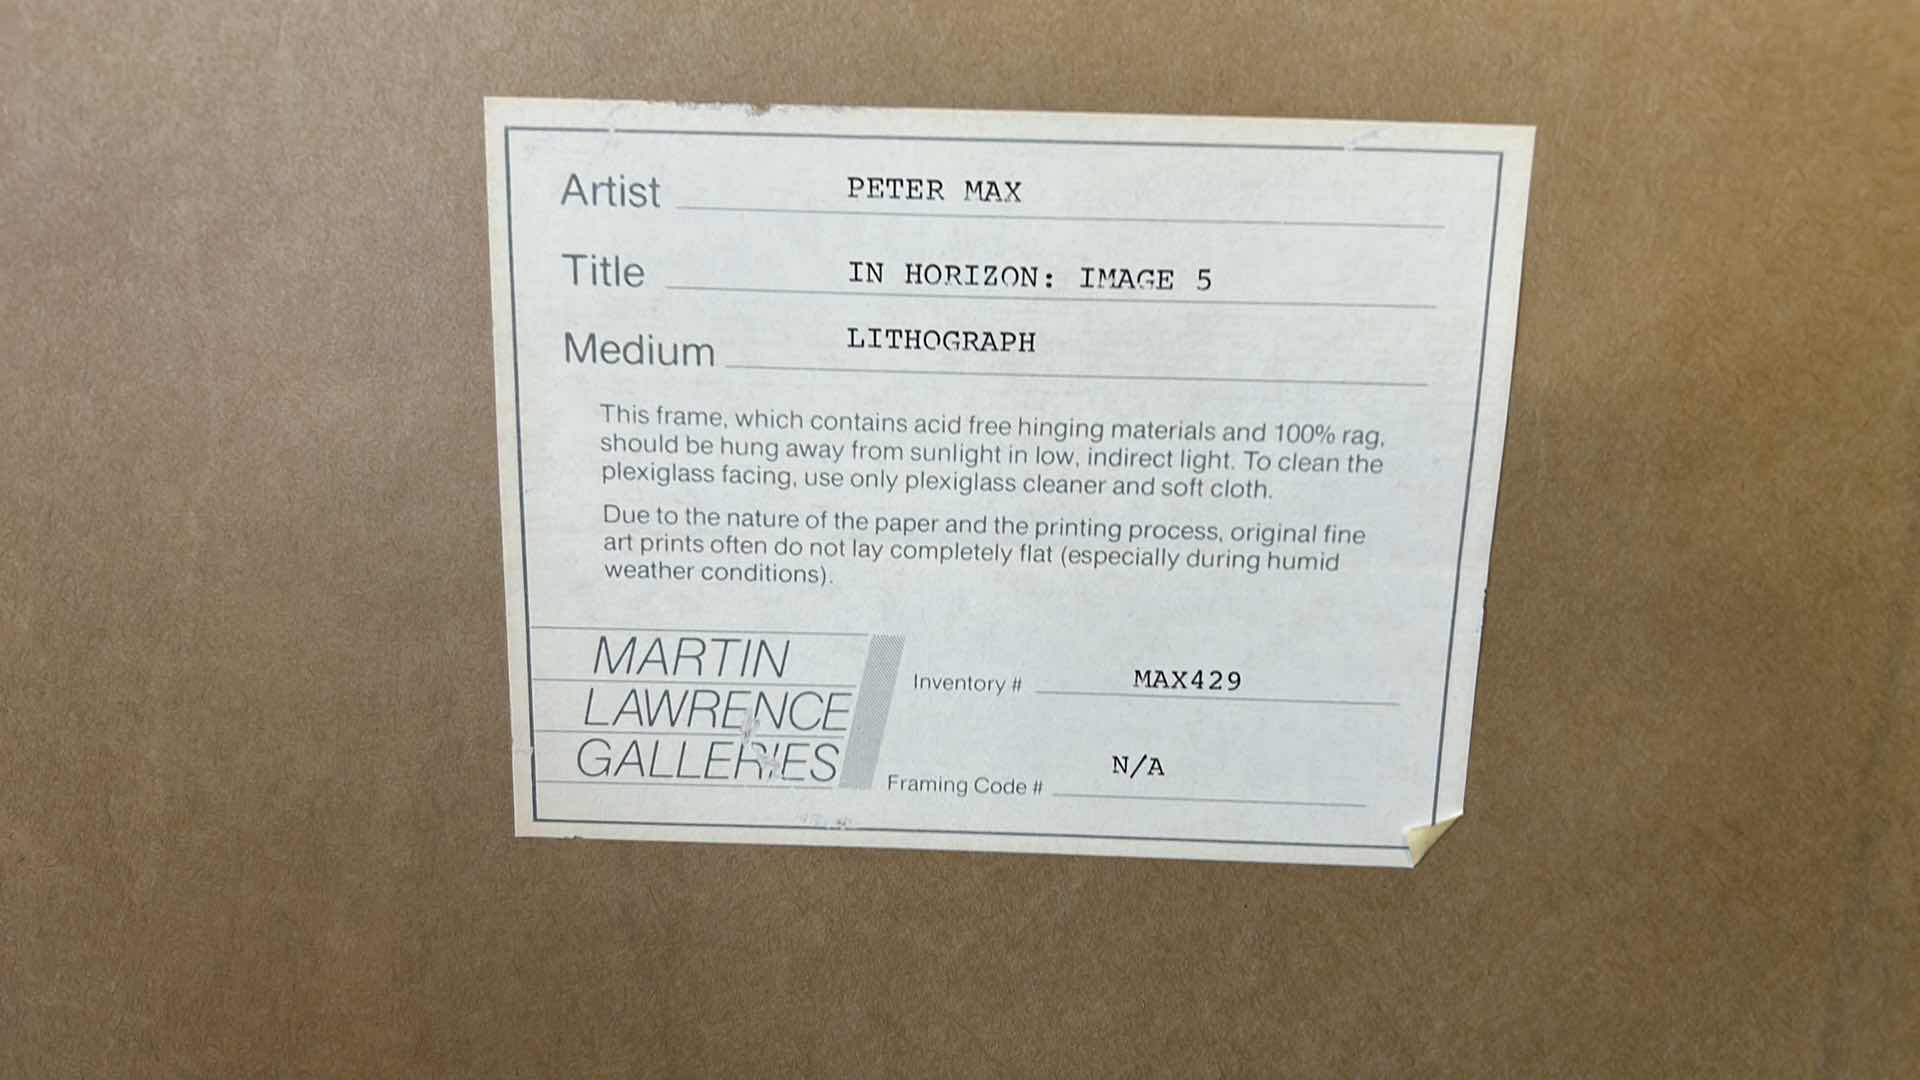 Artist PETER MAX
Title IN HORIZON: IMAGE 5
Medium LITHOGRAPH
This frame, which contains acid free hinging materials and 100% rag,
should be hung away from sunlight in low, indirect light. To clean the
plexiglass facing, use only plexiglass cleaner and soft cloth.
Due to the nature of the paper and the printing process, original fine
art prints often do not lay completely flat (especially during humid
weather conditions).
MARTIN
LAWRENCE
GALLERIES
Inventory # MAX429
Framing Code # N/A